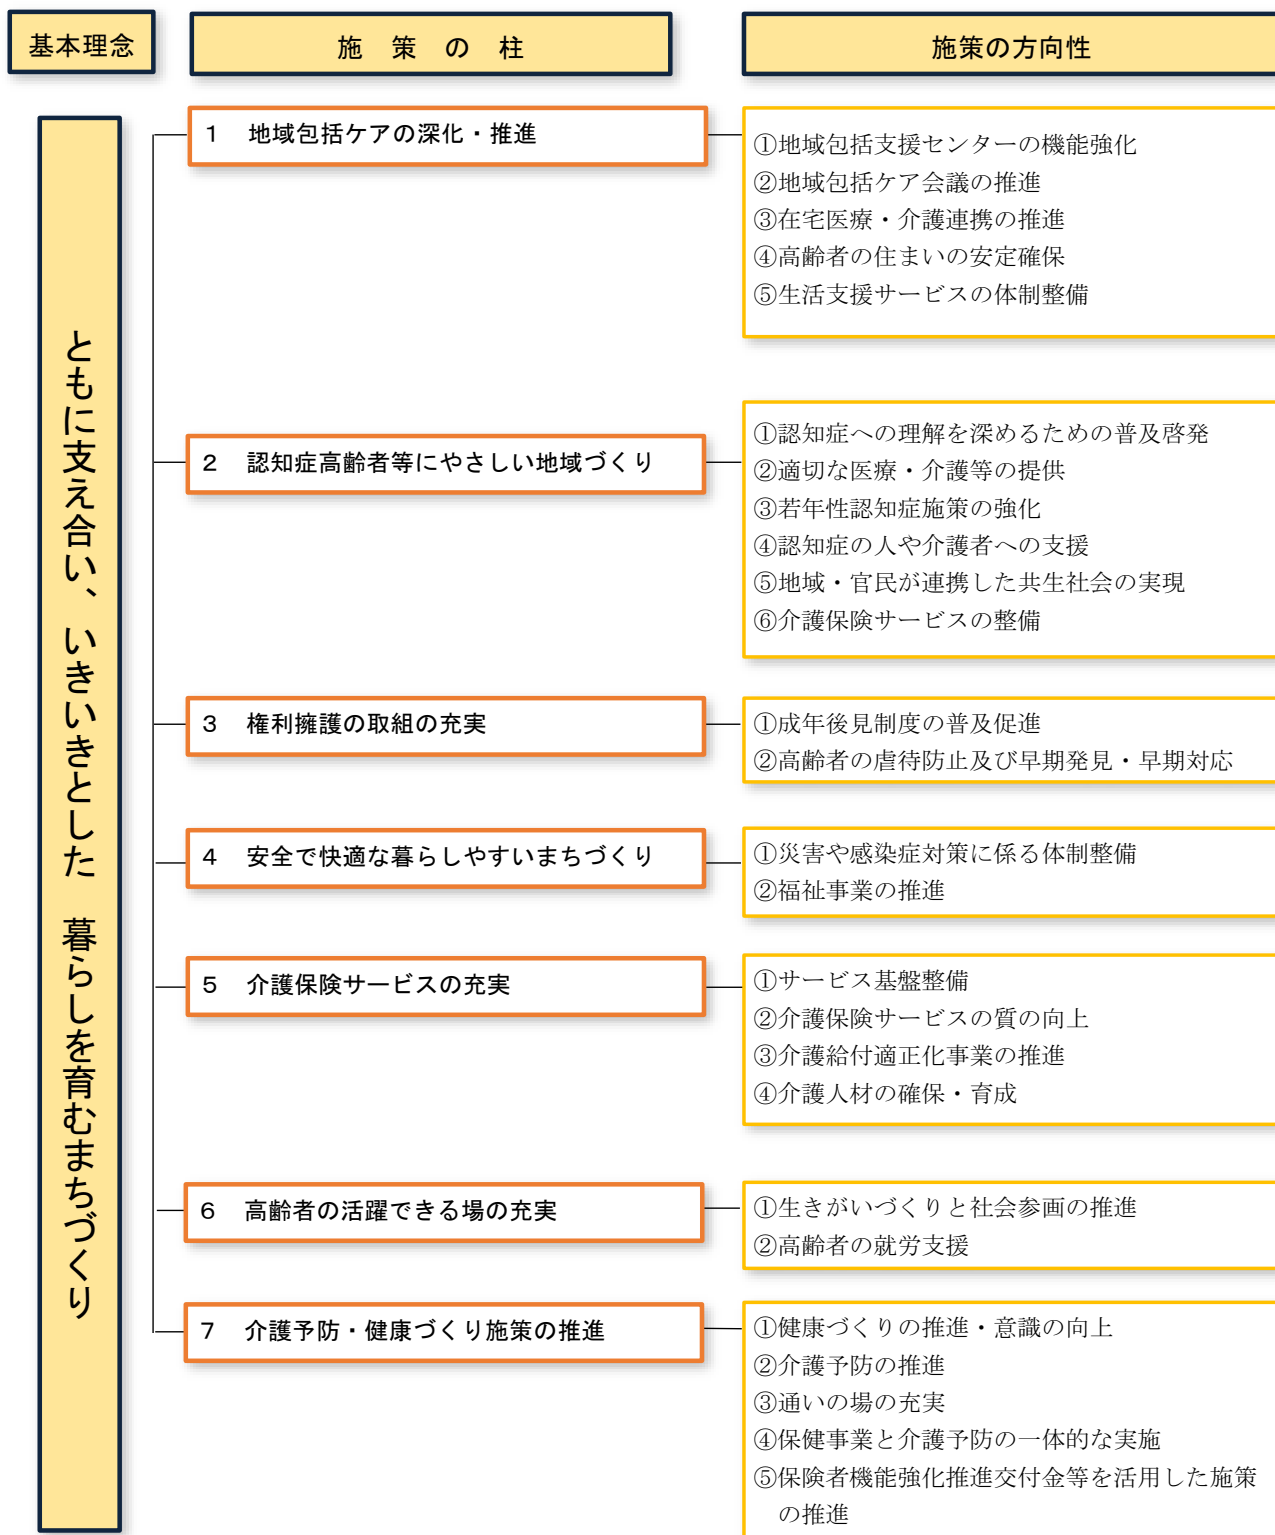 基本理念
施 策 の 柱
施策の方向性
ともに支え合い、いきいきとした 暮らしを育むまちづくり
1 地域包括ケアの深化・推進
①地域包括支援センターの機能強化
②地域包括ケア会議の推進
③在宅医療・介護連携の推進
④高齢者の住まいの安定確保
⑤生活支援サービスの体制整備
2 認知症高齢者等にやさしい地域づくり
①認知症への理解を深めるための普及啓発
②適切な医療・介護等の提供
③若年性認知症施策の強化
④認知症の人や介護者への支援
⑤地域・官民が連携した共生社会の実現
⑥介護保険サービスの整備
3 権利擁護の取組の充実
①成年後見制度の普及促進
②高齢者の虐待防止及び早期発見・早期対応
4 安全で快適な暮らしやすいまちづくり
①災害や感染症対策に係る体制整備
②福祉事業の推進
5 介護保険サービスの充実
①サービス基盤整備
②介護保険サービスの質の向上
③介護給付適正化事業の推進
④介護人材の確保・育成
6 高齢者の活躍できる場の充実
①生きがいづくりと社会参画の推進
②高齢者の就労支援
7 介護予防・健康づくり施策の推進
①健康づくりの推進・意識の向上
②介護予防の推進
③通いの場の充実
④保健事業と介護予防の一体的な実施
⑤保険者機能強化推進交付金等を活用した施策
の推進